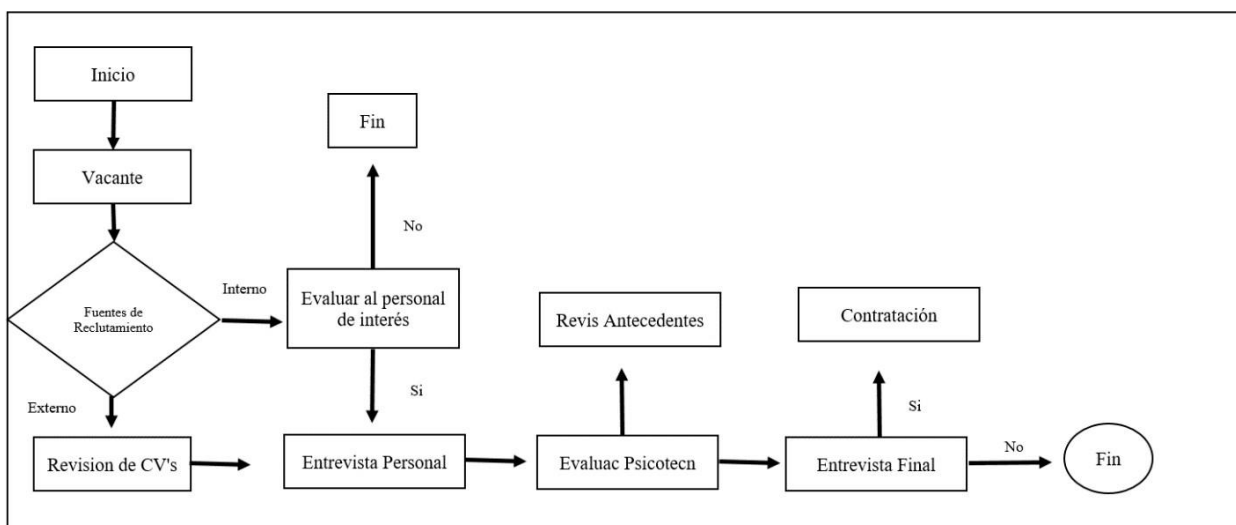 Inicio
Fin
Vacante
No
Interno
Fuentes de
Reclutamiento
Evaluar al personal
de interés
Revis Antecedentes
Contratación
Externo
Si
Si
Revision de CV's
Entrevista Personal
Evaluac Psicotecn
Entrevista Final
No
Fin